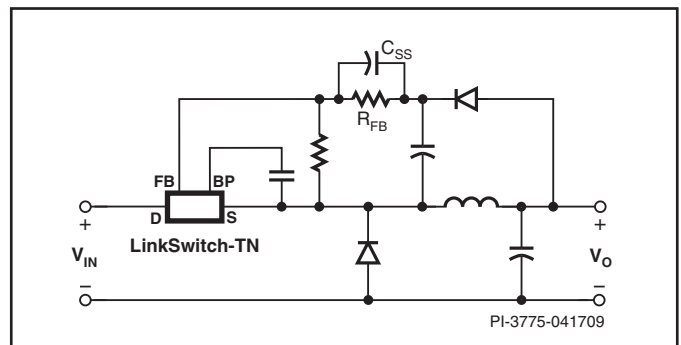 C_SS
R_FB
FB BP
D S
LinkSwitch-TN
+ +
V_IN V_O
– –
PI-3775-041709